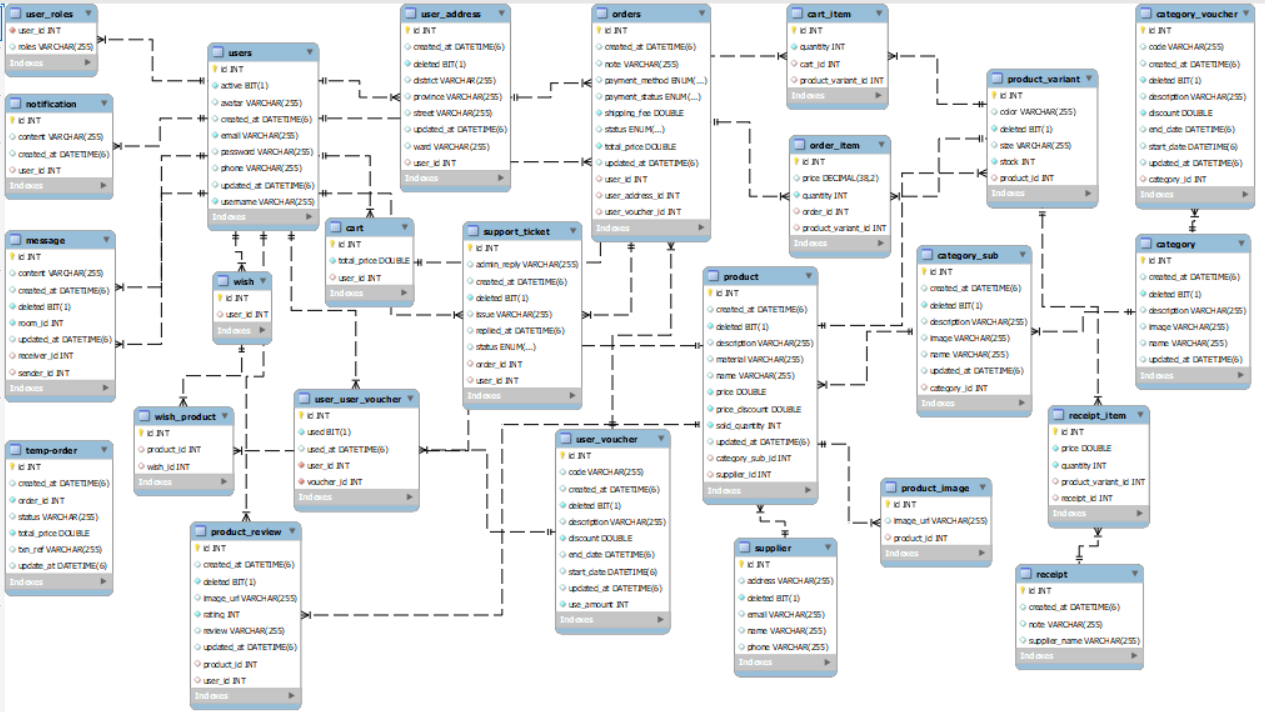 user_roles
user_id INT
roles VARCHAR(255)
Indexes
users
id INT
active BIT(1)
avatar VARCHAR(255)
created_at DATETIME(6)
email VARCHAR(255)
password VARCHAR(255)
phone VARCHAR(255)
updated_at DATETIME(6)
username VARCHAR(255)
Indexes
user_address
id INT
created_at DATETIME(6)
deleted BIT(1)
district VARCHAR(255)
province VARCHAR(255)
street VARCHAR(255)
updated_at DATETIME(6)
ward VARCHAR(255)
user_id INT
Indexes
orders
id INT
created_at DATETIME(6)
note VARCHAR(255)
payment_method ENUM(...)
payment_status ENUM(...)
shipping_fee DOUBLE
status ENUM(...)
total_price DOUBLE
updated_at DATETIME(6)
user_id INT
user_address_id INT
user_voucher_id INT
Indexes
cart_item
id INT
quantity INT
cart_id INT
product_variant_id INT
Indexes
product_variant
id INT
color VARCHAR(255)
deleted BIT(1)
size VARCHAR(255)
stock INT
product_id INT
Indexes
category_voucher
id INT
code VARCHAR(255)
created_at DATETIME(6)
deleted BIT(1)
description VARCHAR(255)
discount DOUBLE
end_date DATETIME(6)
start_date DATETIME(6)
updated_at DATETIME(6)
category_id INT
Indexes
notification
id INT
content VARCHAR(255)
created_at DATETIME(6)
user_id INT
Indexes
order_item
id INT
price DECIMAL(38,2)
quantity INT
order_id INT
product_variant_id INT
Indexes
message
id INT
content VARCHAR(255)
created_at DATETIME(6)
deleted BIT(1)
room_id INT
updated_at DATETIME(6)
receiver_id INT
sender_id INT
Indexes
wish
id INT
user_id INT
Indexes
cart
id INT
total_price DOUBLE
user_id INT
Indexes
support_ticket
id INT
admin_reply VARCHAR(255)
created_at DATETIME(6)
deleted BIT(1)
issue VARCHAR(255)
replied_at DATETIME(6)
status ENUM(...)
order_id INT
user_id INT
Indexes
product
id INT
created_at DATETIME(6)
deleted BIT(1)
description VARCHAR(255)
material VARCHAR(255)
name VARCHAR(255)
price DOUBLE
price_discount DOUBLE
sold_quantity INT
updated_at DATETIME(6)
category_sub_id INT
supplier_id INT
Indexes
category_sub
id INT
created_at DATETIME(6)
deleted BIT(1)
description VARCHAR(255)
image VARCHAR(255)
name VARCHAR(255)
updated_at DATETIME(6)
category_id INT
Indexes
category
id INT
created_at DATETIME(6)
deleted BIT(1)
description VARCHAR(255)
image VARCHAR(255)
name VARCHAR(255)
updated_at DATETIME(6)
Indexes
temp-order
id INT
created_at DATETIME(6)
order_id INT
status VARCHAR(255)
total_price DOUBLE
txn_ref VARCHAR(255)
update_at DATETIME(6)
Indexes
wish_product
id INT
product_id INT
wish_id INT
Indexes
user_user_voucher
id INT
used BIT(1)
used_at DATETIME(6)
user_id INT
voucher_id INT
Indexes
user_voucher
id INT
code VARCHAR(255)
created_at DATETIME(6)
deleted BIT(1)
description VARCHAR(255)
discount DOUBLE
end_date DATETIME(6)
start_date DATETIME(6)
updated_at DATETIME(6)
use_amount INT
Indexes
receipt_item
id INT
price DOUBLE
quantity INT
product_variant_id INT
receipt_id INT
Indexes
product_image
id INT
image_url VARCHAR(255)
product_id INT
Indexes
product_review
id INT
created_at DATETIME(6)
deleted BIT(1)
image_url VARCHAR(255)
rating INT
review VARCHAR(255)
updated_at DATETIME(6)
product_id INT
user_id INT
Indexes
supplier
id INT
address VARCHAR(255)
deleted BIT(1)
email VARCHAR(255)
name VARCHAR(255)
phone VARCHAR(255)
Indexes
receipt
id INT
created_at DATETIME(6)
note VARCHAR(255)
supplier_name VARCHAR(255)
Indexes